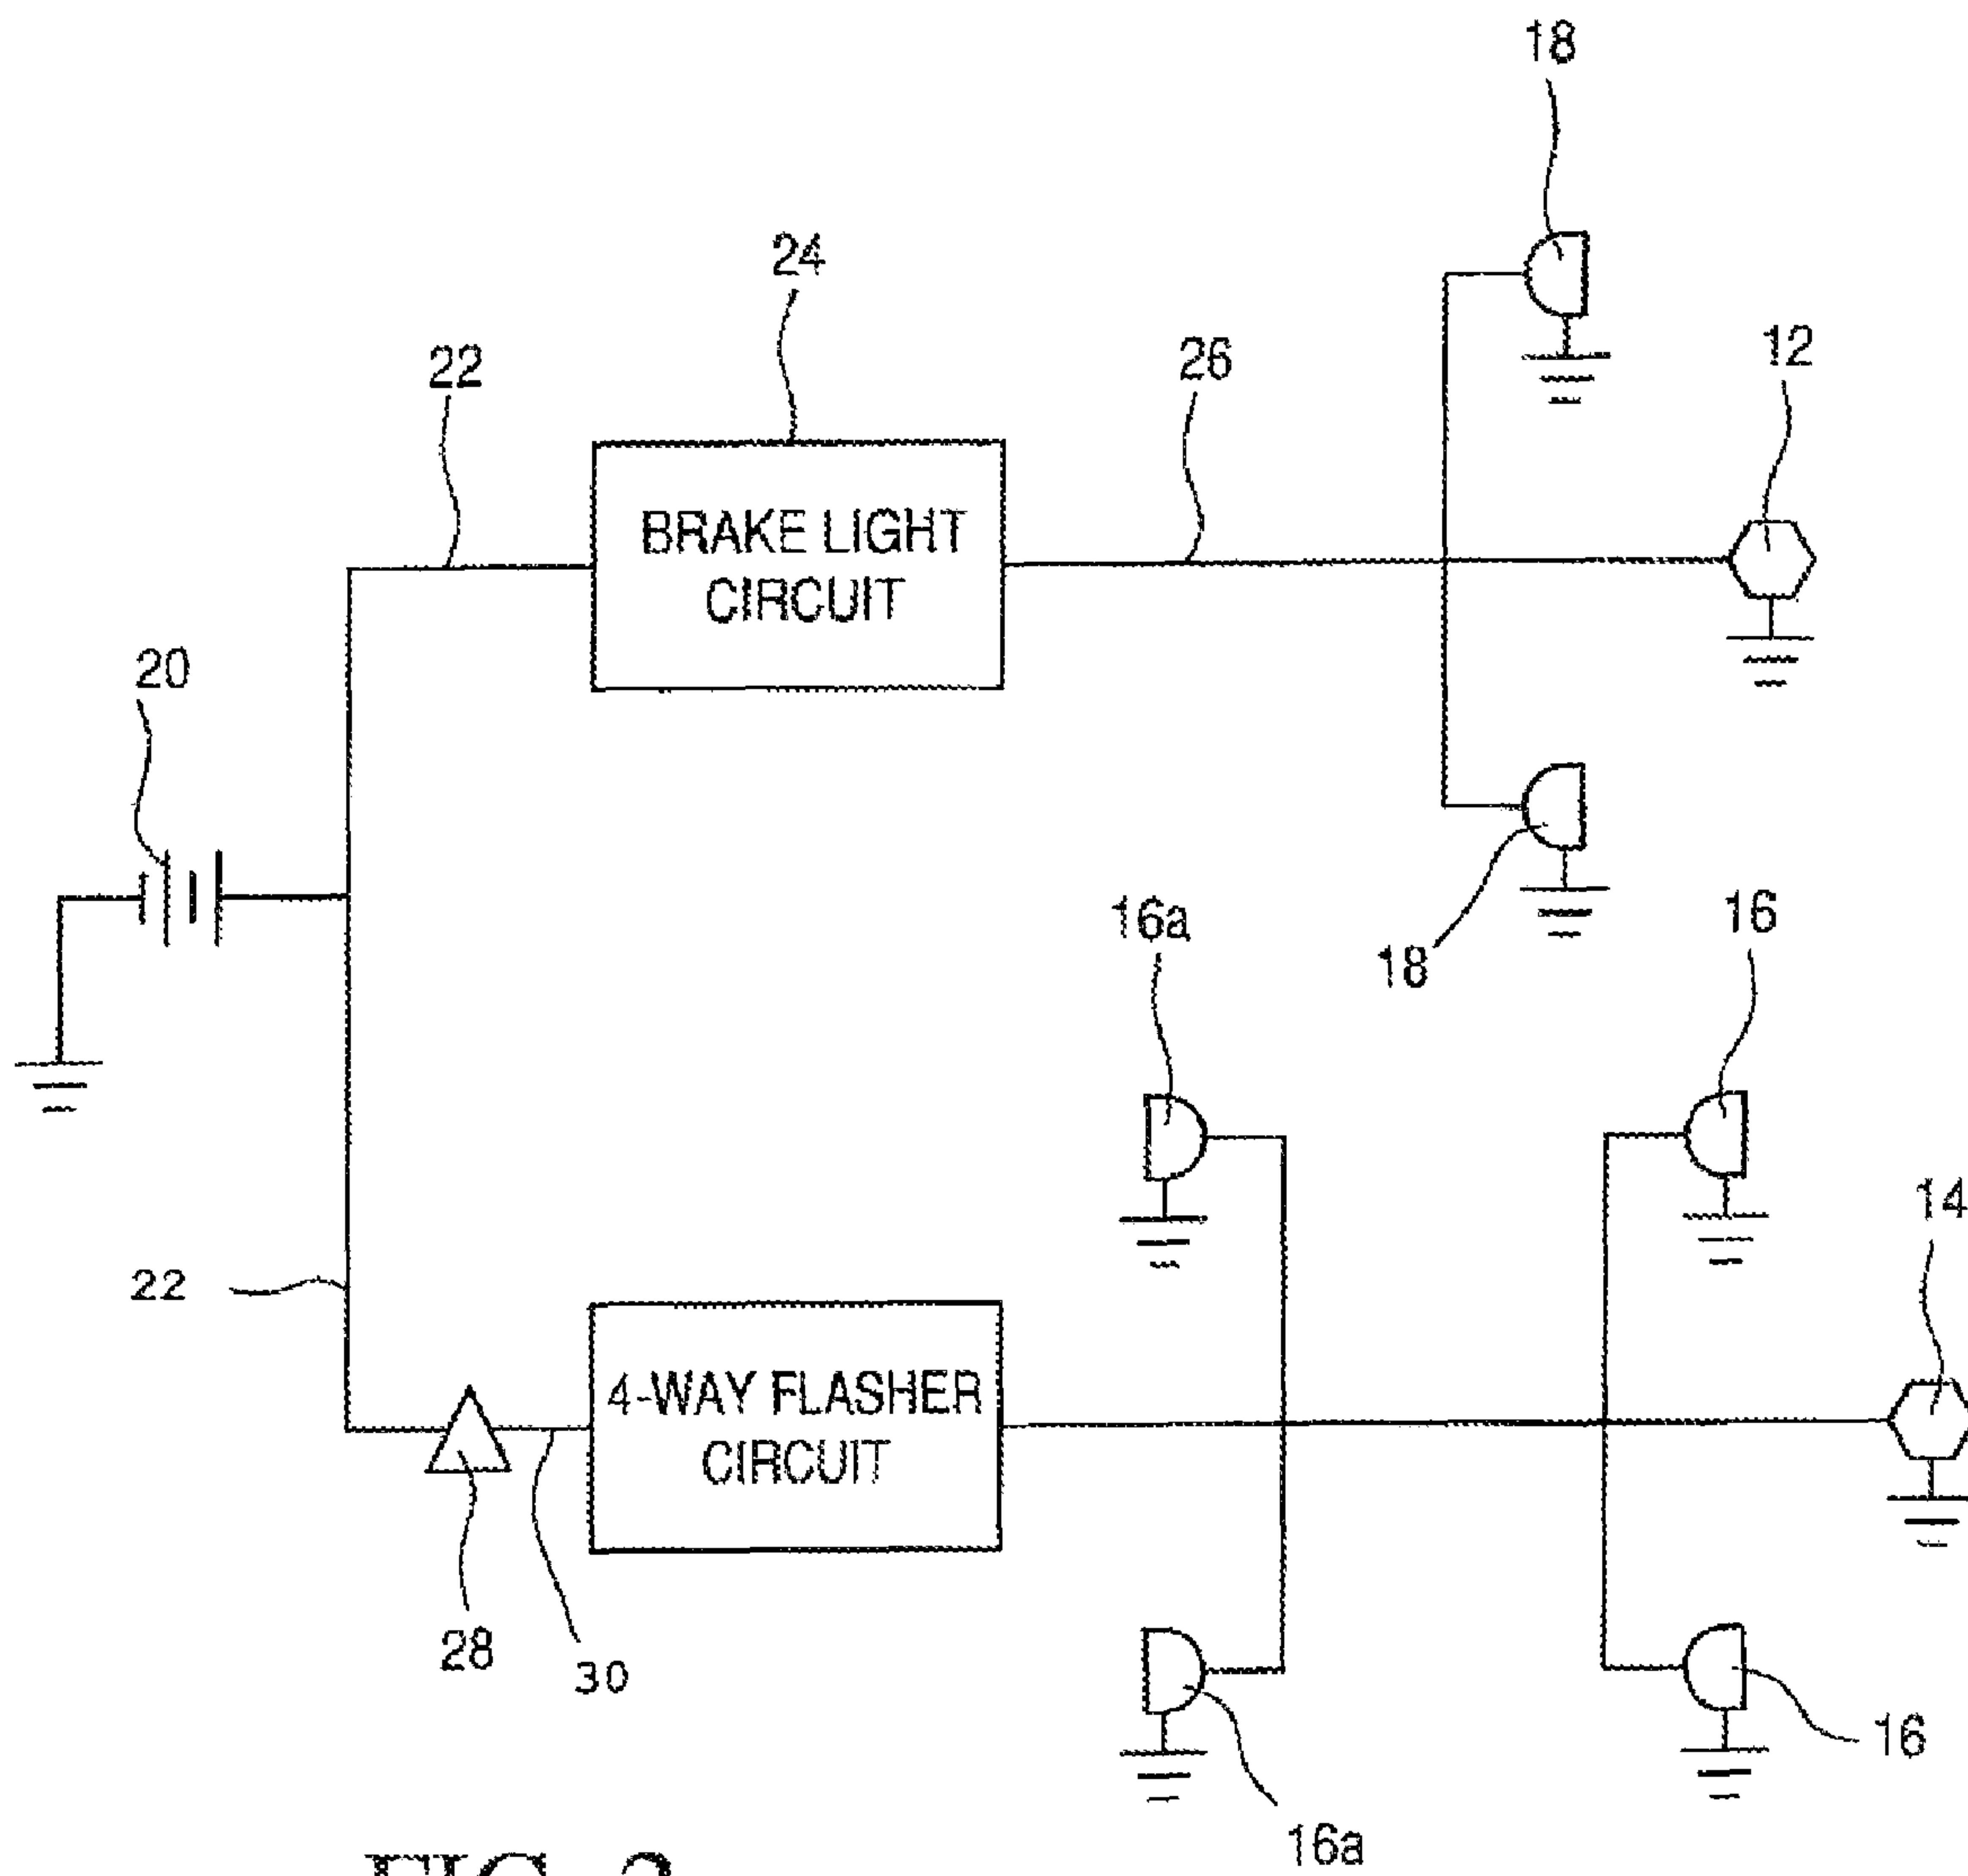 18
24
12
22
26
BRAKE LIGHT
CIRCUIT
20
16a
16
18
14
22
4-WAY FLASHER
CIRCUIT
28
30
16
16a